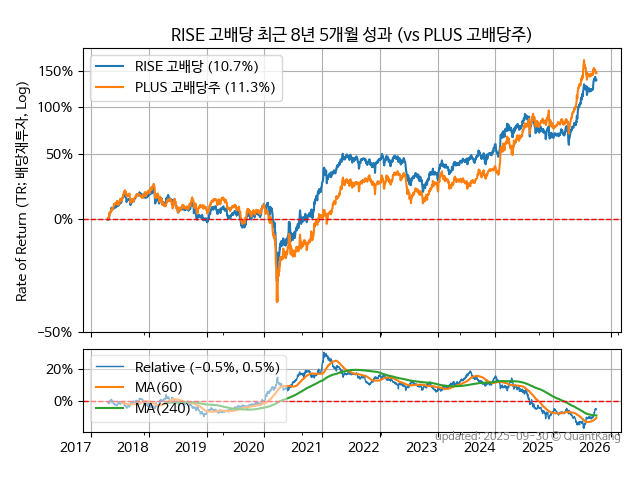 RISE 고배당 최근 8년 5개월 성과 (vs PLUS 고배당주)
Rate of Return (TR: 배당재투자, Log)
150%
100%
50%
0%
−50%
RISE 고배당 (10.7%)
PLUS 고배당주 (11.3%)
20%
0%
Relative (−0.5%, 0.5%)
MA(60)
MA(240)
2017 2018 2019 2020 2021 2022 2023 2024 2025 2026
updated: 2025-09-30 © QuantKang